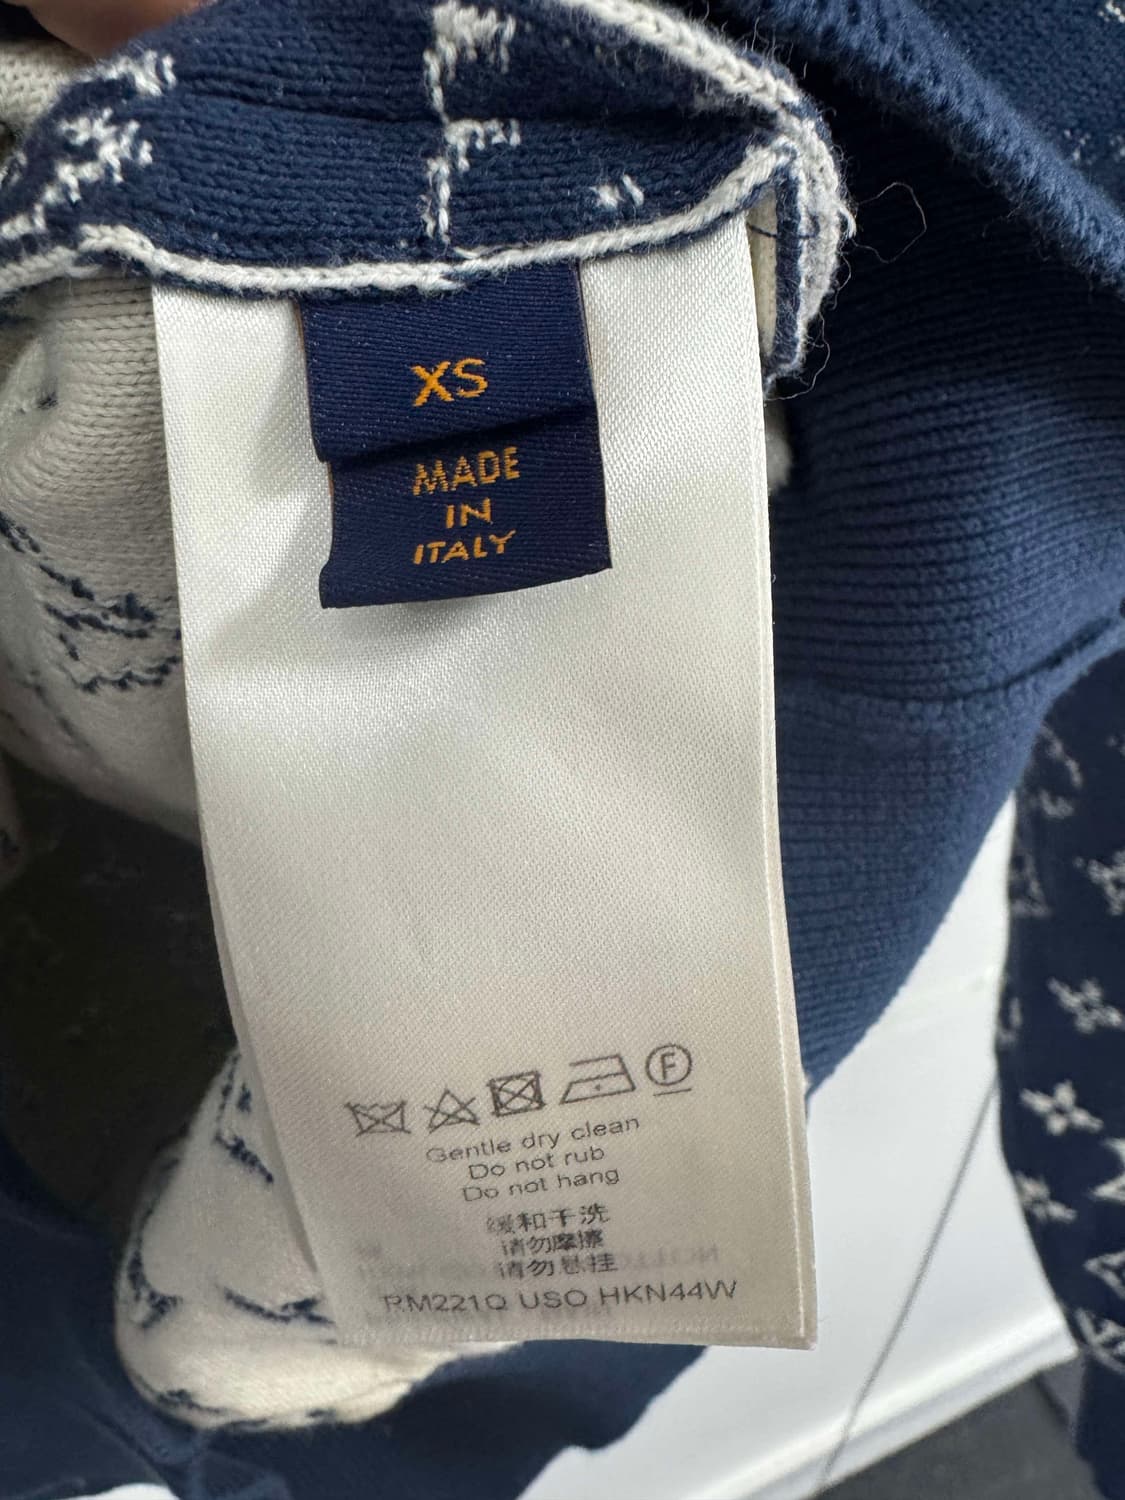 XS
MADE
IN
ITALY
F
Gentle dry clean
Do not rub
Do not hang
缓和干洗
请勿摩擦
请勿悬挂
RM221Q USO HKN44W